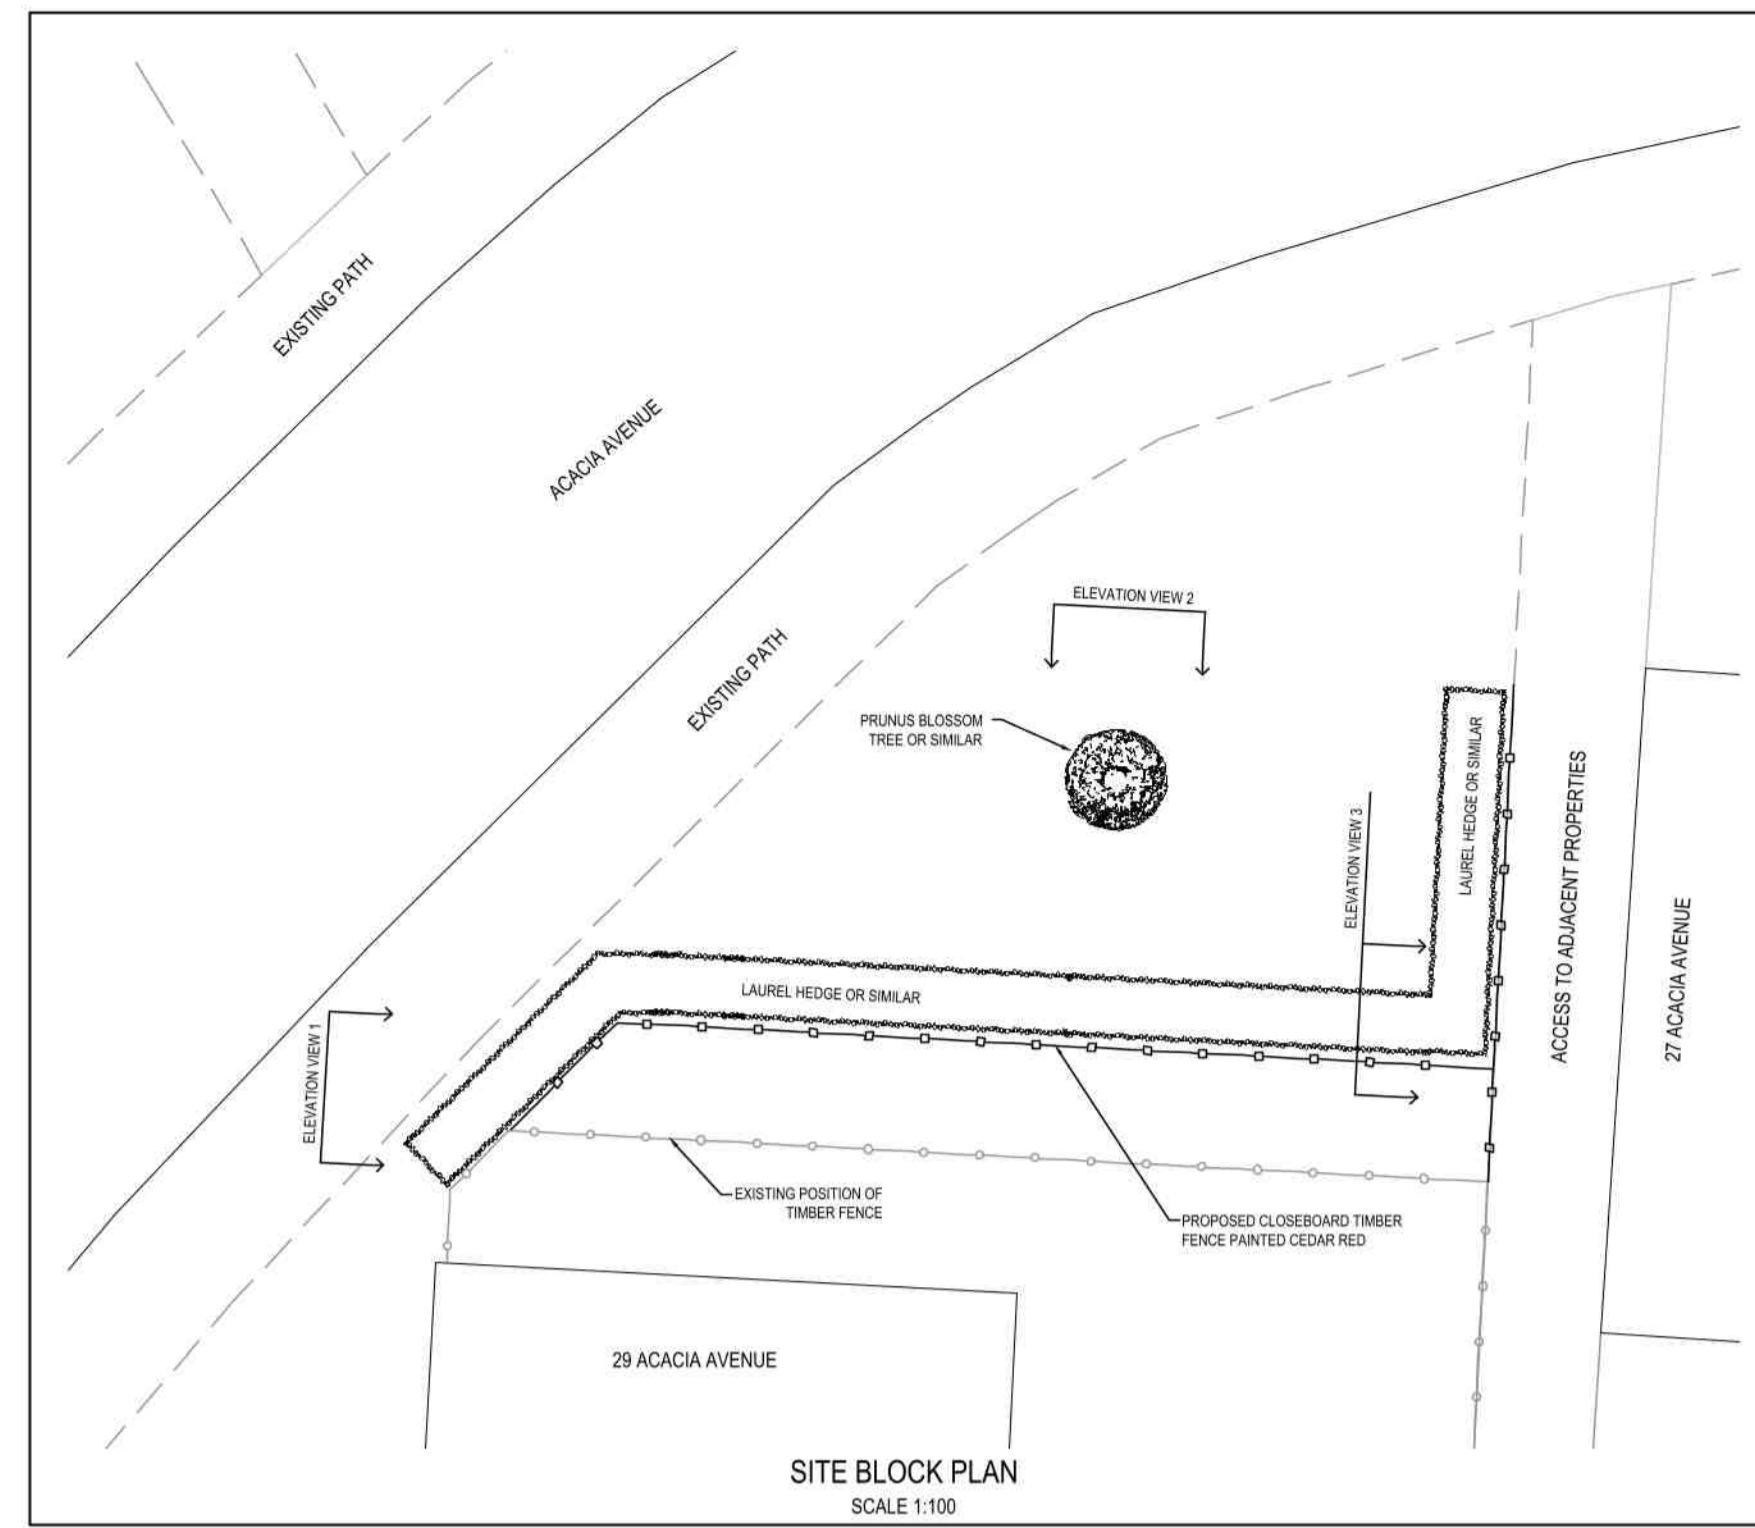 EXISTING PATH
ACACIA AVENUE
ELEVATION VIEW 2
EXISTING PATH
PRUNUS BLOSSOM
TREE OR SIMILAR
LAUREL HEDGE OR SIMILAR
ELEVATION VIEW 3
ACCESS TO ADJACENT PROPERTIES
27 ACACIA AVENUE
LAUREL HEDGE OR SIMILAR
ELEVATION VIEW 1
EXISTING POSITION OF
TIMBER FENCE
PROPOSED CLOSEBOARD TIMBER
FENCE PAINTED CEDAR RED
29 ACACIA AVENUE
SITE BLOCK PLAN
SCALE 1:100